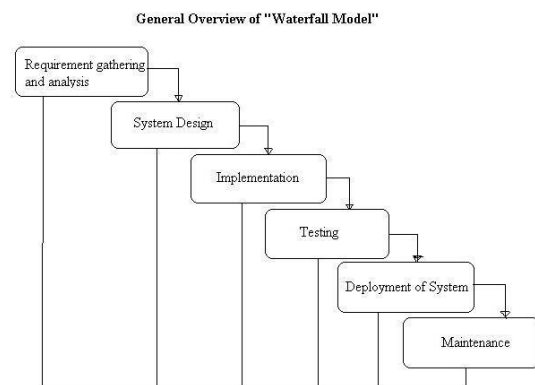 General Overview of "Waterfall Model"
Requirement gathering
and analysis
System Design
Implementation
Testing
Deployment of System
Maintenance